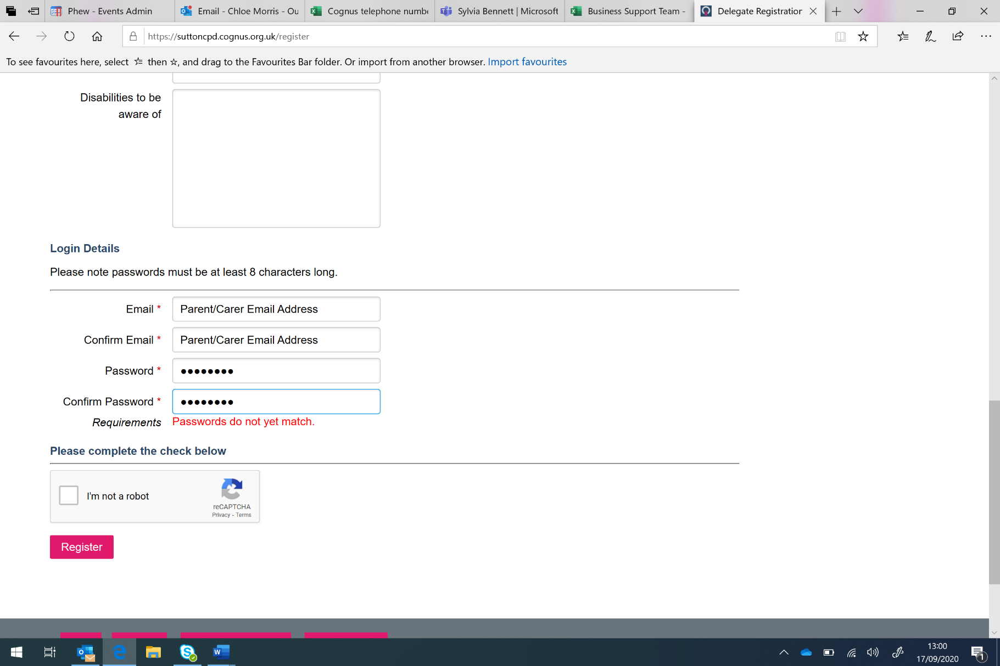 Phew - Events Admin
Email - Chloe Morris - Ou
Cognus telephone numbe
Sylvia Bennett | Microsoft
Business Support Team -
Delegate Registration
https://suttoncpd.cognus.org.uk/register
To see favourites here, select then ☆, and drag to the Favourites Bar folder. Or import from another browser. Import favourites
Disabilities to be
aware of
Login Details
Please note passwords must be at least 8 characters long.
Email * Parent/Carer Email Address
Confirm Email * Parent/Carer Email Address
Password * ●●●●●●●●
Confirm Password * ●●●●●●●●
Requirements Passwords do not yet match.
Please complete the check below
I'm not a robot
reCAPTCHA
Privacy - Terms
Register
13:00
17/09/2020
1